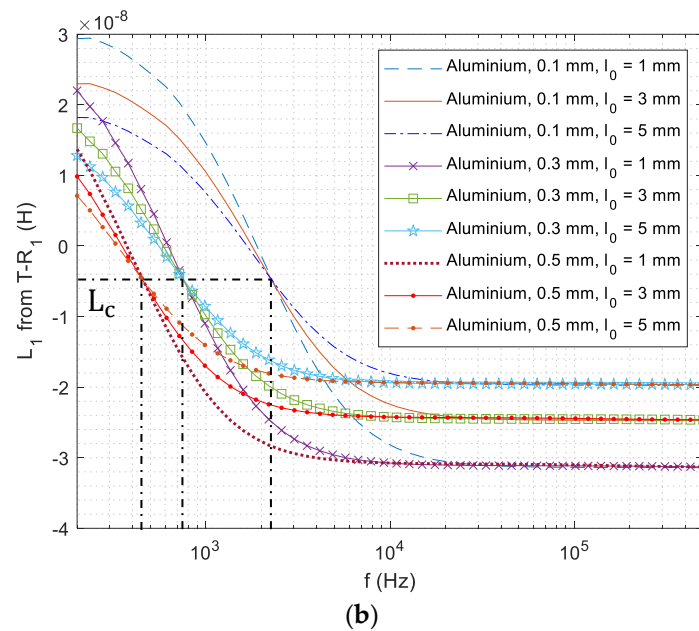 ×10⁻⁸
3
2
1
0
-1
-2
-3
-4
L₁ from T-R₁ (H)
L_c
Aluminium, 0.1 mm, l₀ = 1 mm
Aluminium, 0.1 mm, l₀ = 3 mm
Aluminium, 0.1 mm, l₀ = 5 mm
Aluminium, 0.3 mm, l₀ = 1 mm
Aluminium, 0.3 mm, l₀ = 3 mm
Aluminium, 0.3 mm, l₀ = 5 mm
Aluminium, 0.5 mm, l₀ = 1 mm
Aluminium, 0.5 mm, l₀ = 3 mm
Aluminium, 0.5 mm, l₀ = 5 mm
10³ 10⁴ 10⁵
f (Hz)
(b)